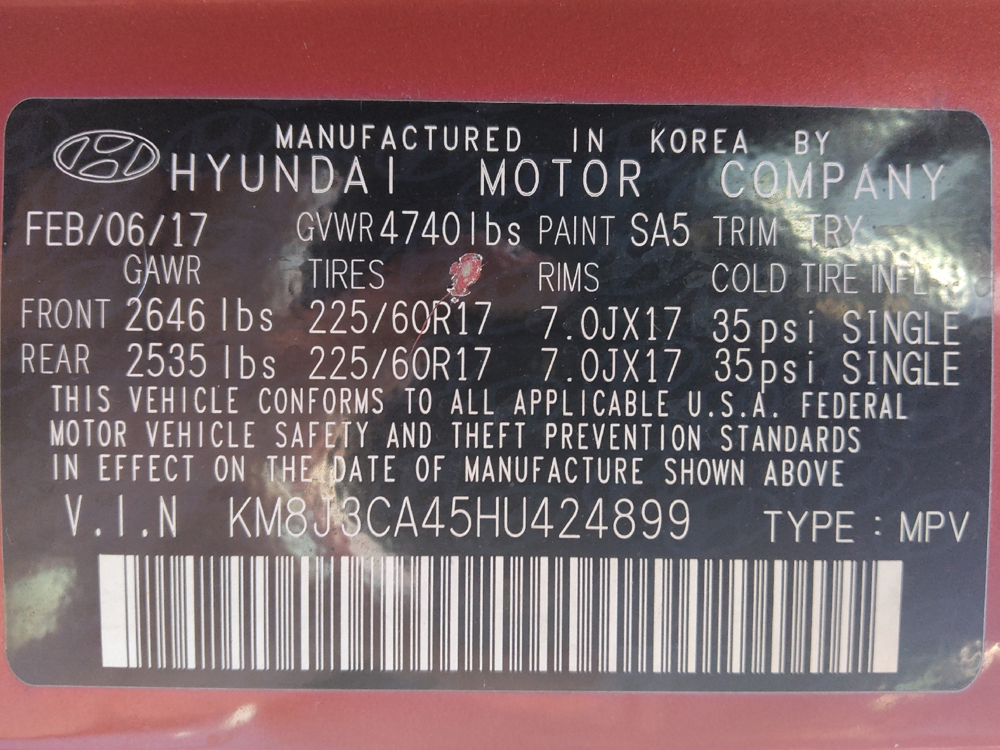 MANUFACTURED IN KOREA BY
HYUNDAI MOTOR COMPANY
FEB/06/17 GVWR 4740lbs PAINT SA5 TRIM TRY
GAWR TIRES RIMS COLD TIRE INFL
FRONT 2646 lbs 225/60R17 7.0JX17 35psi SINGLE
REAR 2535 lbs 225/60R17 7.0JX17 35psi SINGLE
THIS VEHICLE CONFORMS TO ALL APPLICABLE U.S.A. FEDERAL
MOTOR VEHICLE SAFETY AND THEFT PREVENTION STANDARDS
IN EFFECT ON THE DATE OF MANUFACTURE SHOWN ABOVE
V.I.N KM8J3CA45HU424899 TYPE : MPV